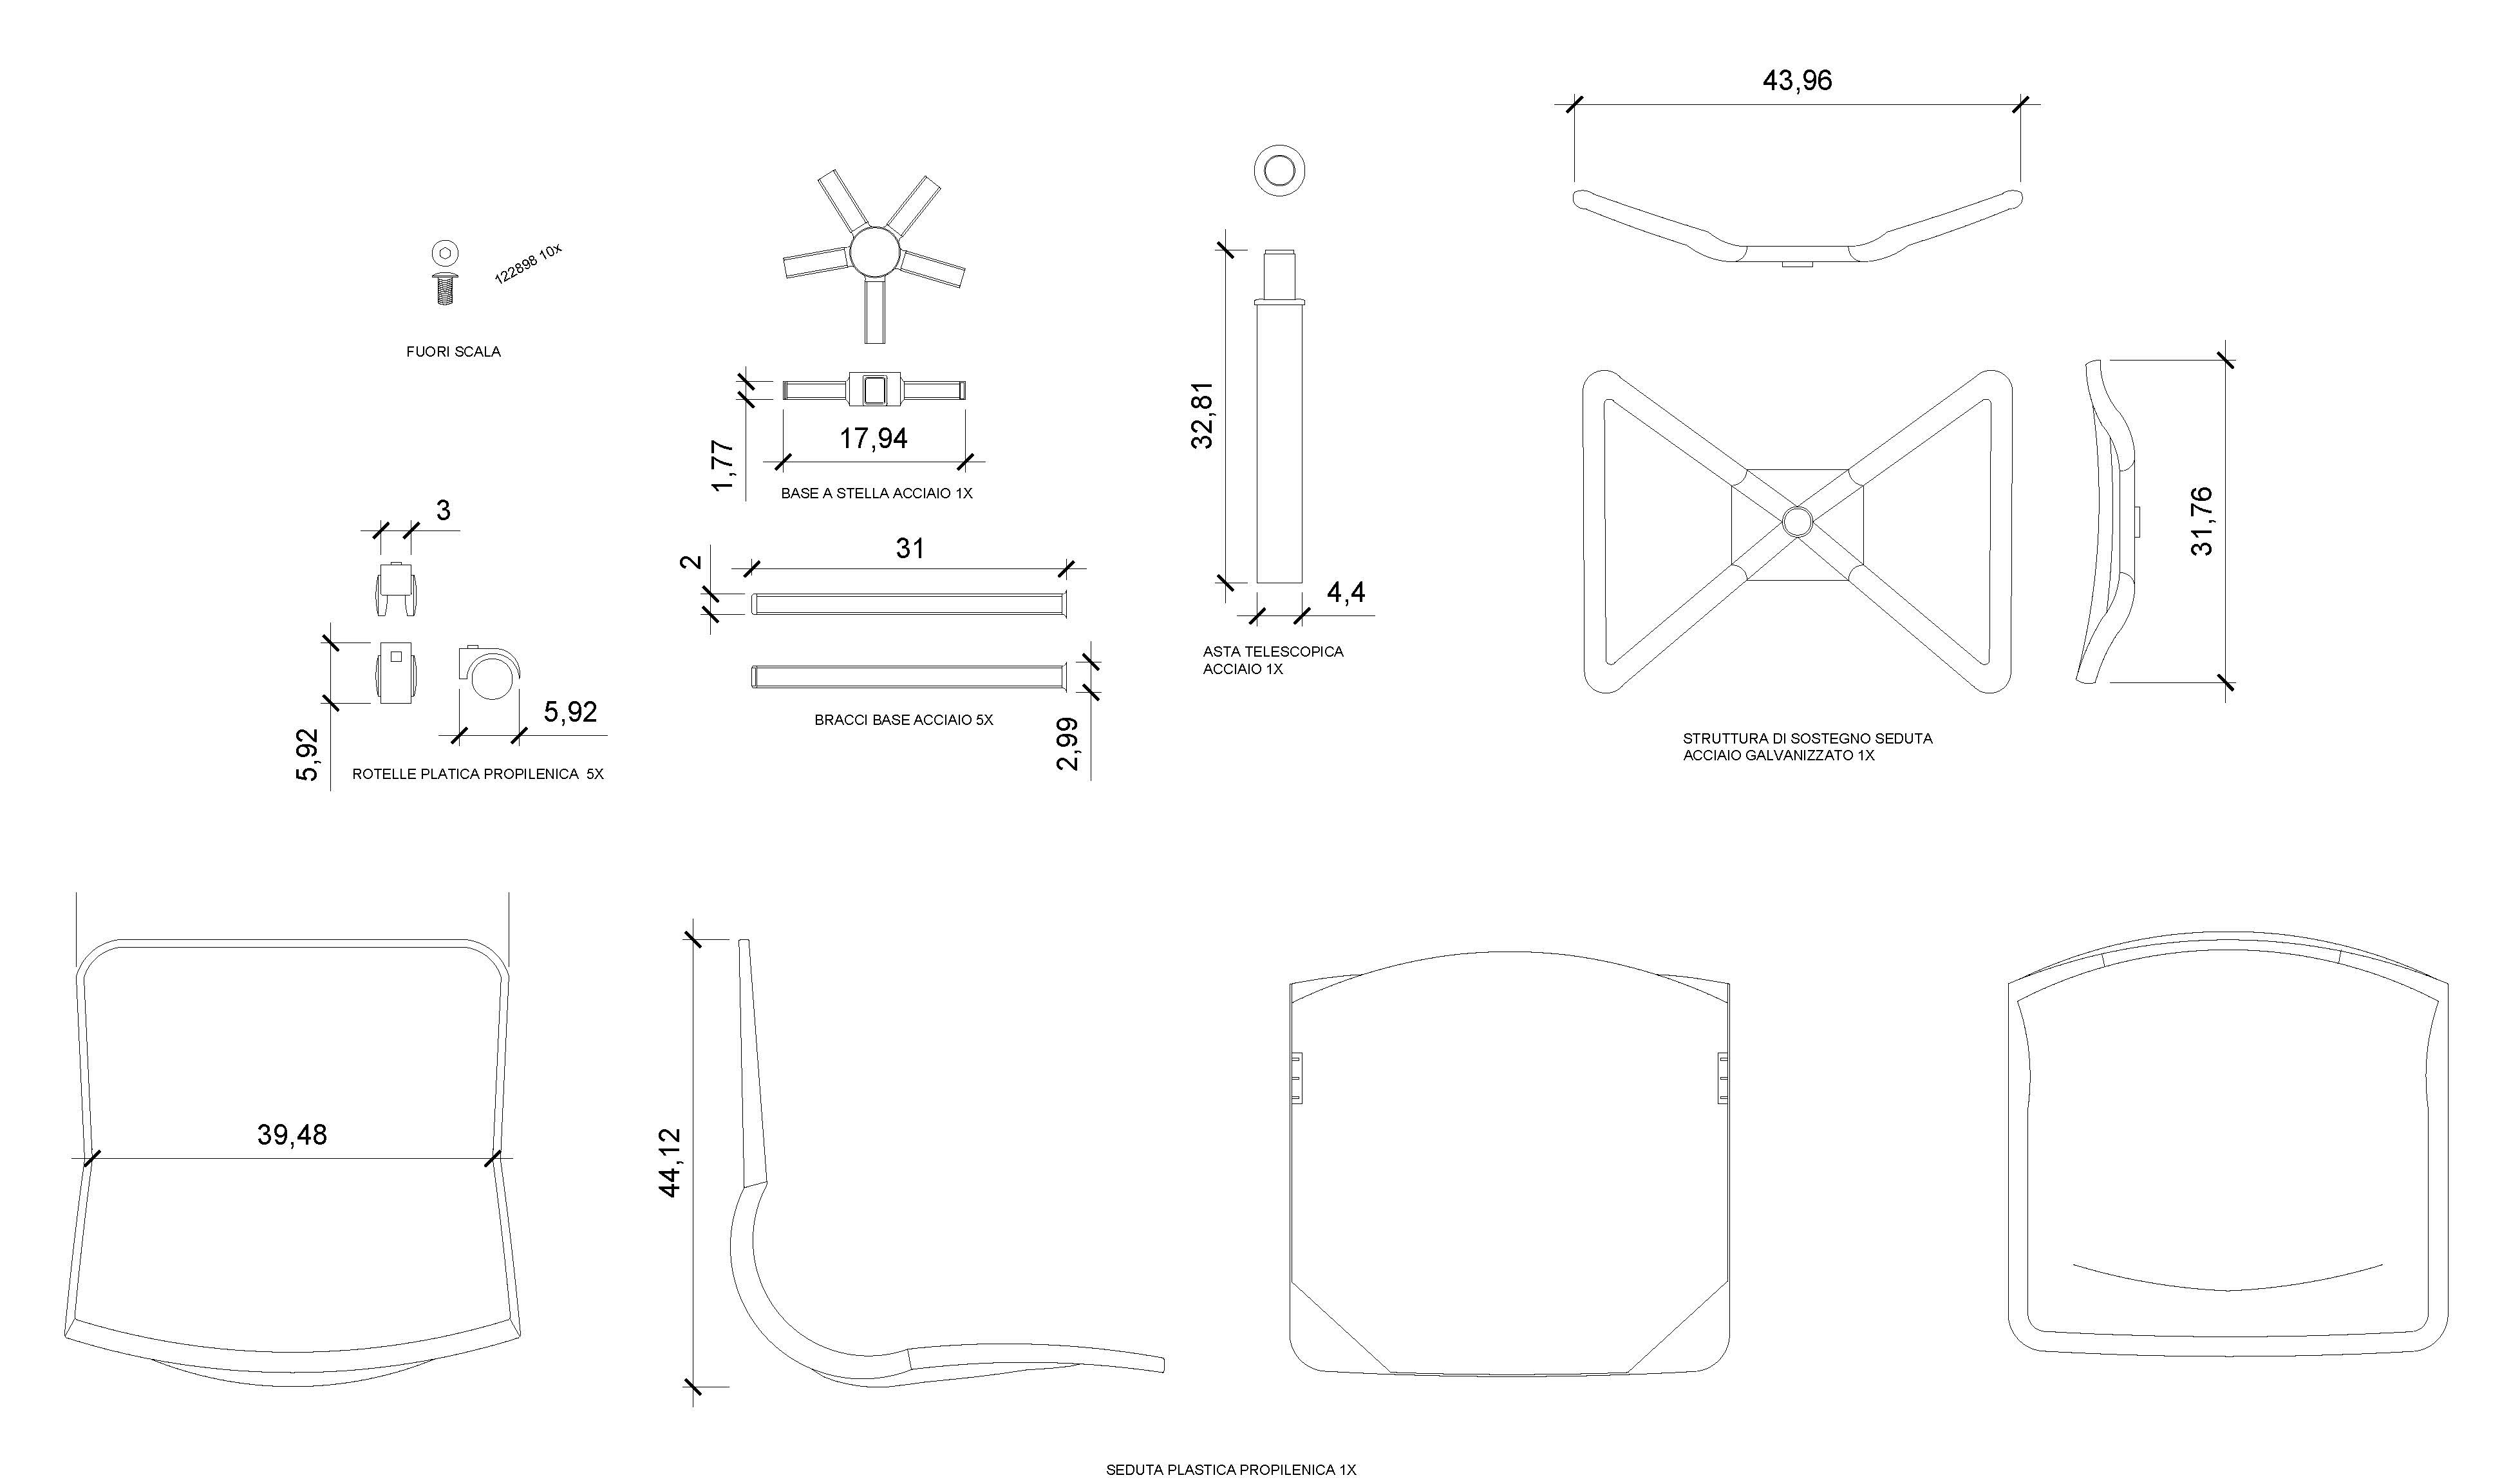 43,96
122898 10x
FUORI SCALA
1,77
17,94
BASE A STELLA ACCIAIO 1X
32,81
4,4
ASTA TELESCOPICA
ACCIAIO 1X
31,76
STRUTTURA DI SOSTEGNO SEDUTA
ACCIAIO GALVANIZZATO 1X
3
5,92
5,92
ROTELLE PLATICA PROPILENICA 5X
2
31
2,99
BRACCI BASE ACCIAIO 5X
39,48
44,12
SEDUTA PLASTICA PROPILENICA 1X